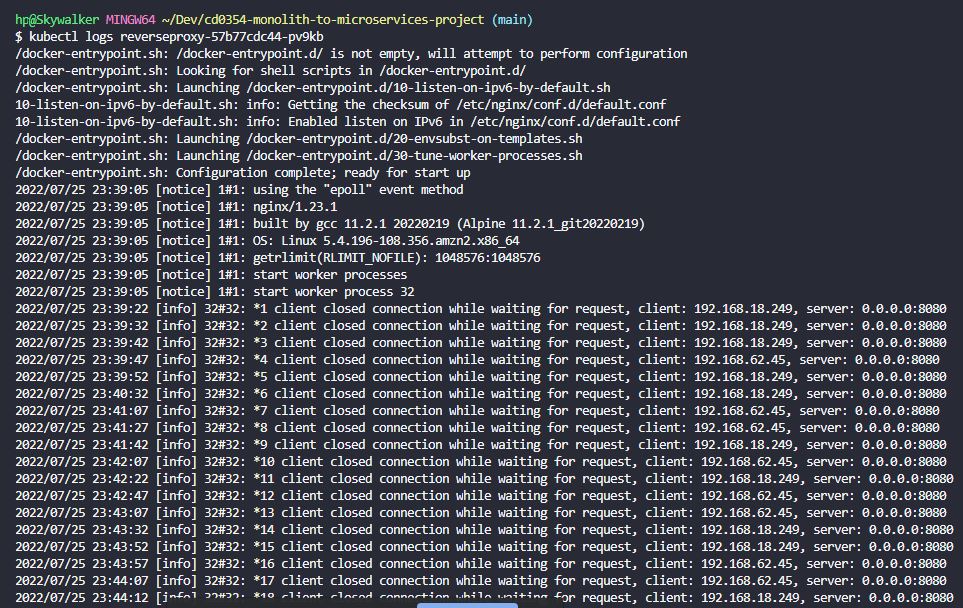 hp@Skywalker MINGW64 ~/Dev/cd0354-monolith-to-microservices-project (main)
$ kubectl logs reverseproxy-57b77cdc44-pv9kb
/docker-entrypoint.sh: /docker-entrypoint.d/ is not empty, will attempt to perform configuration
/docker-entrypoint.sh: Looking for shell scripts in /docker-entrypoint.d/
/docker-entrypoint.sh: Launching /docker-entrypoint.d/10-listen-on-ipv6-by-default.sh
10-listen-on-ipv6-by-default.sh: info: Getting the checksum of /etc/nginx/conf.d/default.conf
10-listen-on-ipv6-by-default.sh: info: Enabled listen on IPv6 in /etc/nginx/conf.d/default.conf
/docker-entrypoint.sh: Launching /docker-entrypoint.d/20-envsubst-on-templates.sh
/docker-entrypoint.sh: Launching /docker-entrypoint.d/30-tune-worker-processes.sh
/docker-entrypoint.sh: Configuration complete; ready for start up
2022/07/25 23:39:05 [notice] 1#1: using the "epoll" event method
2022/07/25 23:39:05 [notice] 1#1: nginx/1.23.1
2022/07/25 23:39:05 [notice] 1#1: built by gcc 11.2.1 20220219 (Alpine 11.2.1_git20220219)
2022/07/25 23:39:05 [notice] 1#1: OS: Linux 5.4.196-108.356.amzn2.x86_64
2022/07/25 23:39:05 [notice] 1#1: getrlimit(RLIMIT_NOFILE): 1048576:1048576
2022/07/25 23:39:05 [notice] 1#1: start worker processes
2022/07/25 23:39:05 [notice] 1#1: start worker process 32
2022/07/25 23:39:22 [info] 32#32: *1 client closed connection while waiting for request, client: 192.168.18.249, server: 0.0.0.0:8080
2022/07/25 23:39:32 [info] 32#32: *2 client closed connection while waiting for request, client: 192.168.18.249, server: 0.0.0.0:8080
2022/07/25 23:39:42 [info] 32#32: *3 client closed connection while waiting for request, client: 192.168.18.249, server: 0.0.0.0:8080
2022/07/25 23:39:47 [info] 32#32: *4 client closed connection while waiting for request, client: 192.168.62.45, server: 0.0.0.0:8080
2022/07/25 23:39:52 [info] 32#32: *5 client closed connection while waiting for request, client: 192.168.18.249, server: 0.0.0.0:8080
2022/07/25 23:40:32 [info] 32#32: *6 client closed connection while waiting for request, client: 192.168.18.249, server: 0.0.0.0:8080
2022/07/25 23:41:07 [info] 32#32: *7 client closed connection while waiting for request, client: 192.168.62.45, server: 0.0.0.0:8080
2022/07/25 23:41:27 [info] 32#32: *8 client closed connection while waiting for request, client: 192.168.62.45, server: 0.0.0.0:8080
2022/07/25 23:41:42 [info] 32#32: *9 client closed connection while waiting for request, client: 192.168.18.249, server: 0.0.0.0:8080
2022/07/25 23:42:07 [info] 32#32: *10 client closed connection while waiting for request, client: 192.168.62.45, server: 0.0.0.0:8080
2022/07/25 23:42:22 [info] 32#32: *11 client closed connection while waiting for request, client: 192.168.18.249, server: 0.0.0.0:8080
2022/07/25 23:42:47 [info] 32#32: *12 client closed connection while waiting for request, client: 192.168.62.45, server: 0.0.0.0:8080
2022/07/25 23:43:07 [info] 32#32: *13 client closed connection while waiting for request, client: 192.168.62.45, server: 0.0.0.0:8080
2022/07/25 23:43:32 [info] 32#32: *14 client closed connection while waiting for request, client: 192.168.18.249, server: 0.0.0.0:8080
2022/07/25 23:43:52 [info] 32#32: *15 client closed connection while waiting for request, client: 192.168.18.249, server: 0.0.0.0:8080
2022/07/25 23:43:57 [info] 32#32: *16 client closed connection while waiting for request, client: 192.168.62.45, server: 0.0.0.0:8080
2022/07/25 23:44:07 [info] 32#32: *17 client closed connection while waiting for request, client: 192.168.62.45, server: 0.0.0.0:8080
2022/07/25 23:44:12 [info] 32#32: *18 client closed connection while waiting for request, client: 192.168.18.249, server: 0.0.0.0:8080